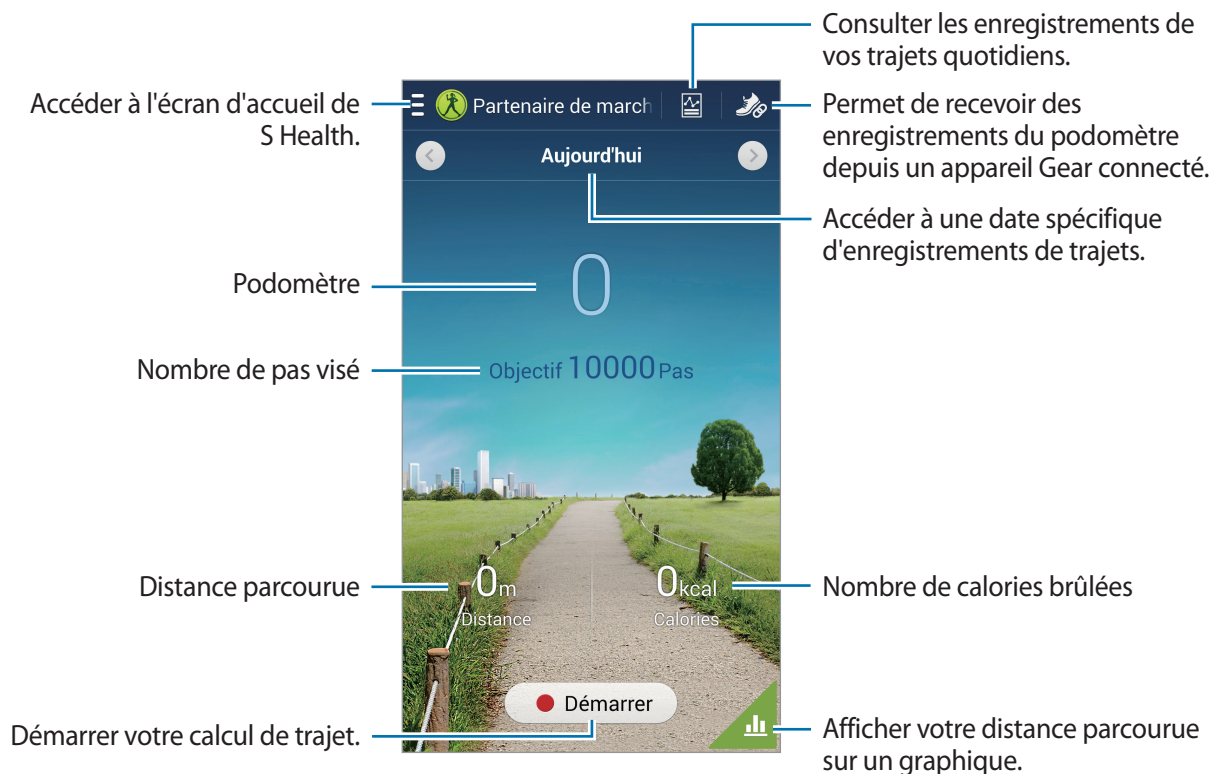 Consulter les enregistrements de
vos trajets quotidiens.
Accéder à l'écran d'accueil de
S Health.
Partenaire de march
Permet de recevoir des
enregistrements du podomètre
depuis un appareil Gear connecté.
Aujourd'hui
Accéder à une date spécifique
d'enregistrements de trajets.
Podomètre
0
Nombre de pas visé
Objectif 10000 Pas
Distance parcourue
0m
Distance
0kcal
Calories
Nombre de calories brûlées
Démarrer votre calcul de trajet.
Démarrer
Afficher votre distance parcourue
sur un graphique.